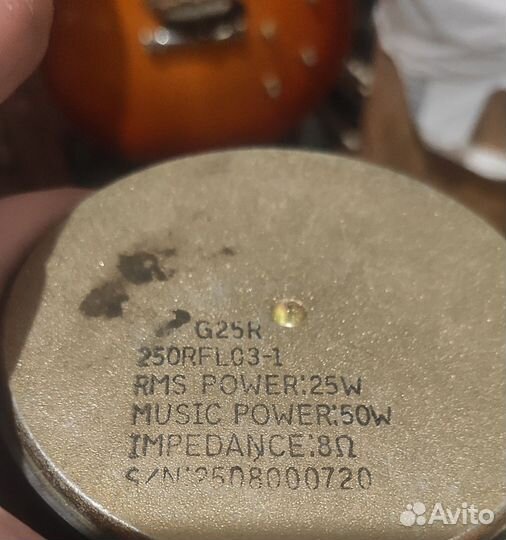 G25R
250RFLG3-1
RMS POWER:25W
MUSIC POWER:50W
IMPEDANCE:8Ω
S/N:2508000720
Avito